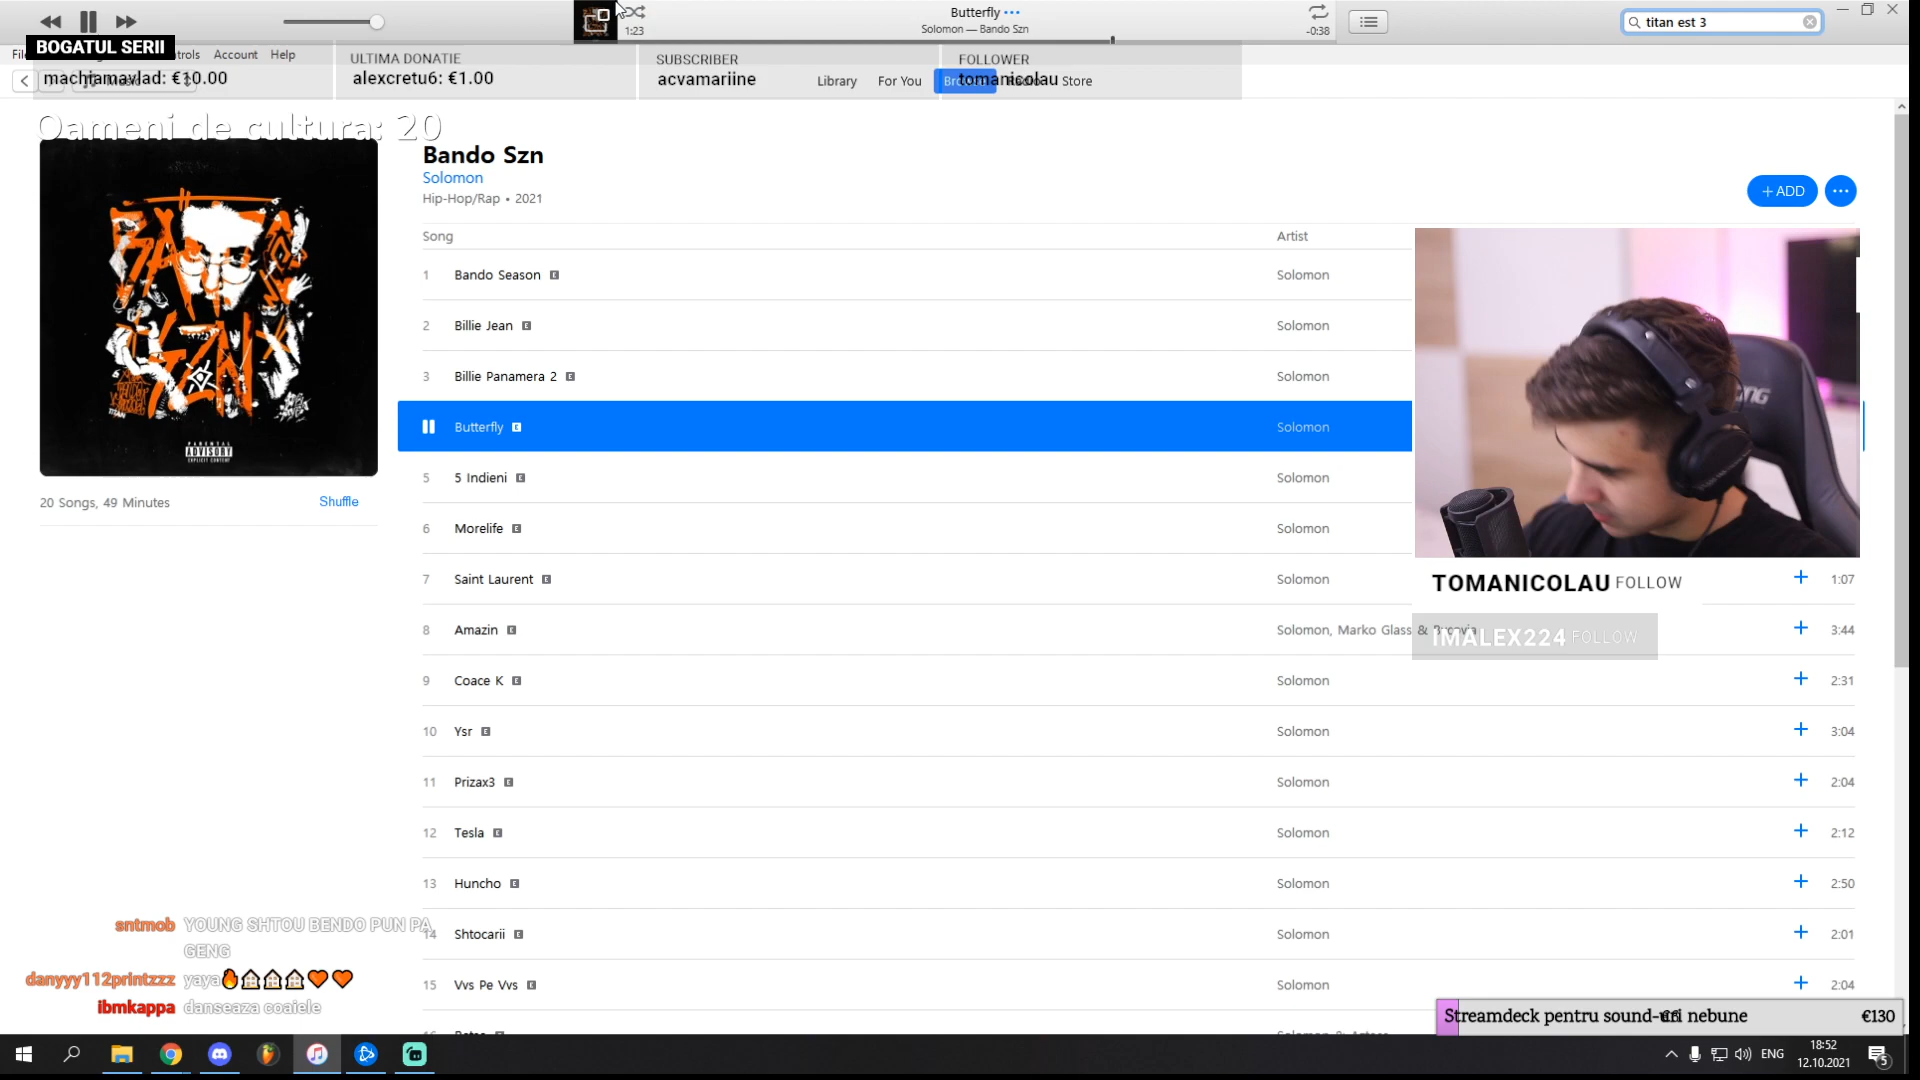 Butterfly
1:23
Solomon — Bando Szn
-0:38
titan est 3
BOGATUL SERII
Account Help
machiamavlad: €10.00
ULTIMA DONATIE
alexcretu6: €1.00
SUBSCRIBER
acvamariine
FOLLOWER
tomanicolau
Library For You Store
Oameni de cultura: 20
Bando Szn
Solomon
Hip-Hop/Rap • 2021
+ ADD
PARENTAL
ADVISORY
EXPLICIT CONTENT
20 Songs, 49 Minutes
Shuffle
Song Artist
1 Bando Season E Solomon
2 Billie Jean E Solomon
3 Billie Panamera 2 E Solomon
Butterfly E Solomon
5 5 Indieni E Solomon
6 Morelife E Solomon
7 Saint Laurent E Solomon 1:07
8 Amazin E Solomon, Marko Glass & 3:44
9 Coace K E Solomon 2:31
10 Ysr E Solomon 3:04
11 Prizax3 E Solomon 2:04
12 Tesla E Solomon 2:12
13 Huncho E Solomon 2:50
14 Shtocarii E Solomon 2:01
15 Vvs Pe Vvs E Solomon 2:04
TOMANICOLAU FOLLOW
IMALEX224 FOLLOW
sntmob YOUNG SHTOU BENDO PUN PA
GENG
danyyy112printzzz yaya🔥🏠🏠🏠🧡🧡
ibmkappa danseaza coaiele
Streamdeck pentru sound-uri nebune €130
ENG
18:52
12.10.2021
5